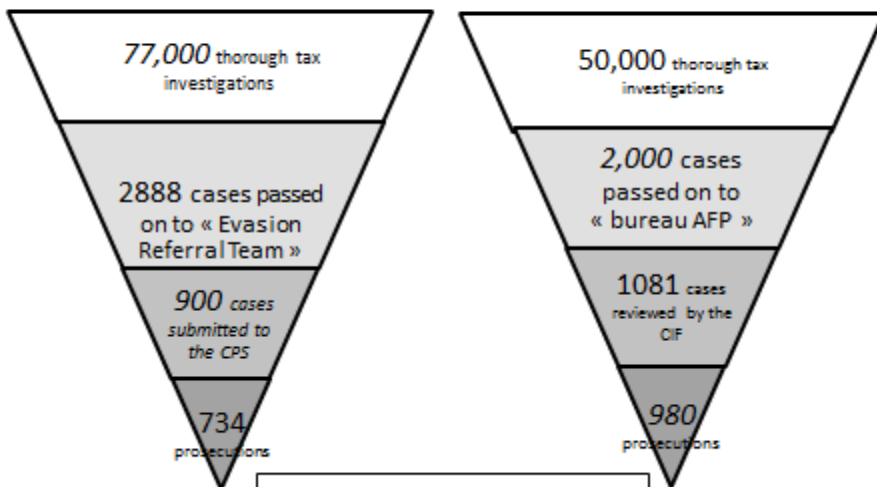 77,000 thorough tax
investigations
2888 cases passed
on to « Evasion
Referral Team »
900 cases
submitted to
the CPS
734
prosecutions
50,000 thorough tax
investigations
2,000 cases
passed on to
« bureau AFP »
1081 cases
reviewed by the
CIF
980
prosecutions